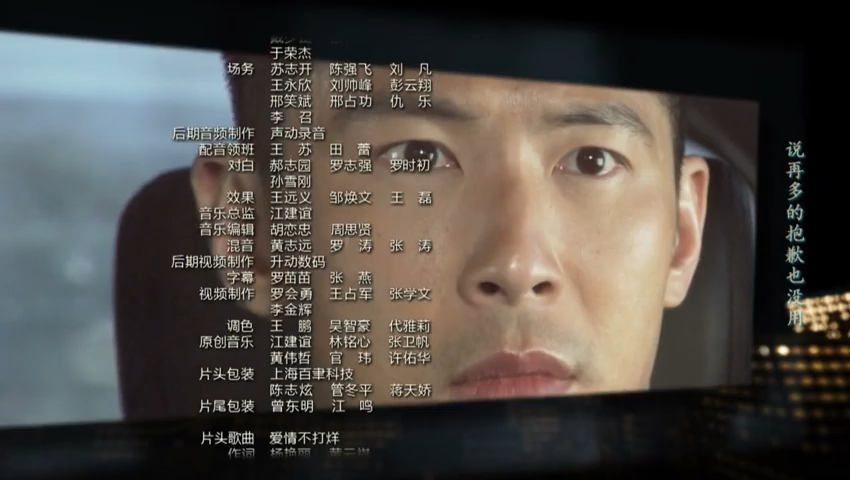 于荣杰
场务 苏志开 陈强飞 刘 凡
王永欣 刘帅峰 彭云翔
邢笑斌 邢占功 仇 乐
李 召
后期音频制作 声动录音
配音领班 王 苏 田 蕾
对白 郝志园 罗志强 罗时初
孙雪刚
效果 王远义 邹焕文 王 磊
音乐总监 江建谊
音乐编辑 胡恋忠 周思贤
混音 黄志远 罗 涛 张 涛
后期视频制作 升动数码
字幕 罗苗苗 张 燕
视频制作 罗会勇 王占军 张学文
李金辉
调色 王 鹏 吴智豪 代雅莉
原创音乐 江建谊 林铭心 张卫帆
黄伟哲 官 玮 许佑华
片头包装 上海百聿科技
陈志炫 管冬平 蒋天娇
片尾包装 曾东明 江 鸣
片头歌曲 爱情不打烊
作词
说再多的抱歉也没用